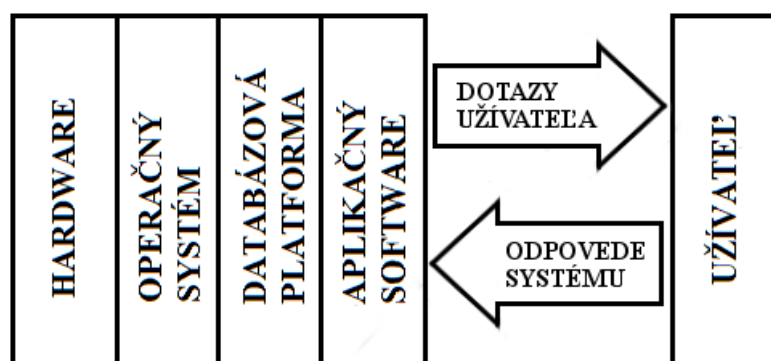 HARDWARE
OPERAČNÝ
SYSTÉM
DATABÁZOVÁ
PLATFORMA
APLIKAČNÝ
SOFTWARE
DOTAZY
UŽÍVATEĽA
ODPOVEDE
SYSTÉMU
UŽÍVATEĽ